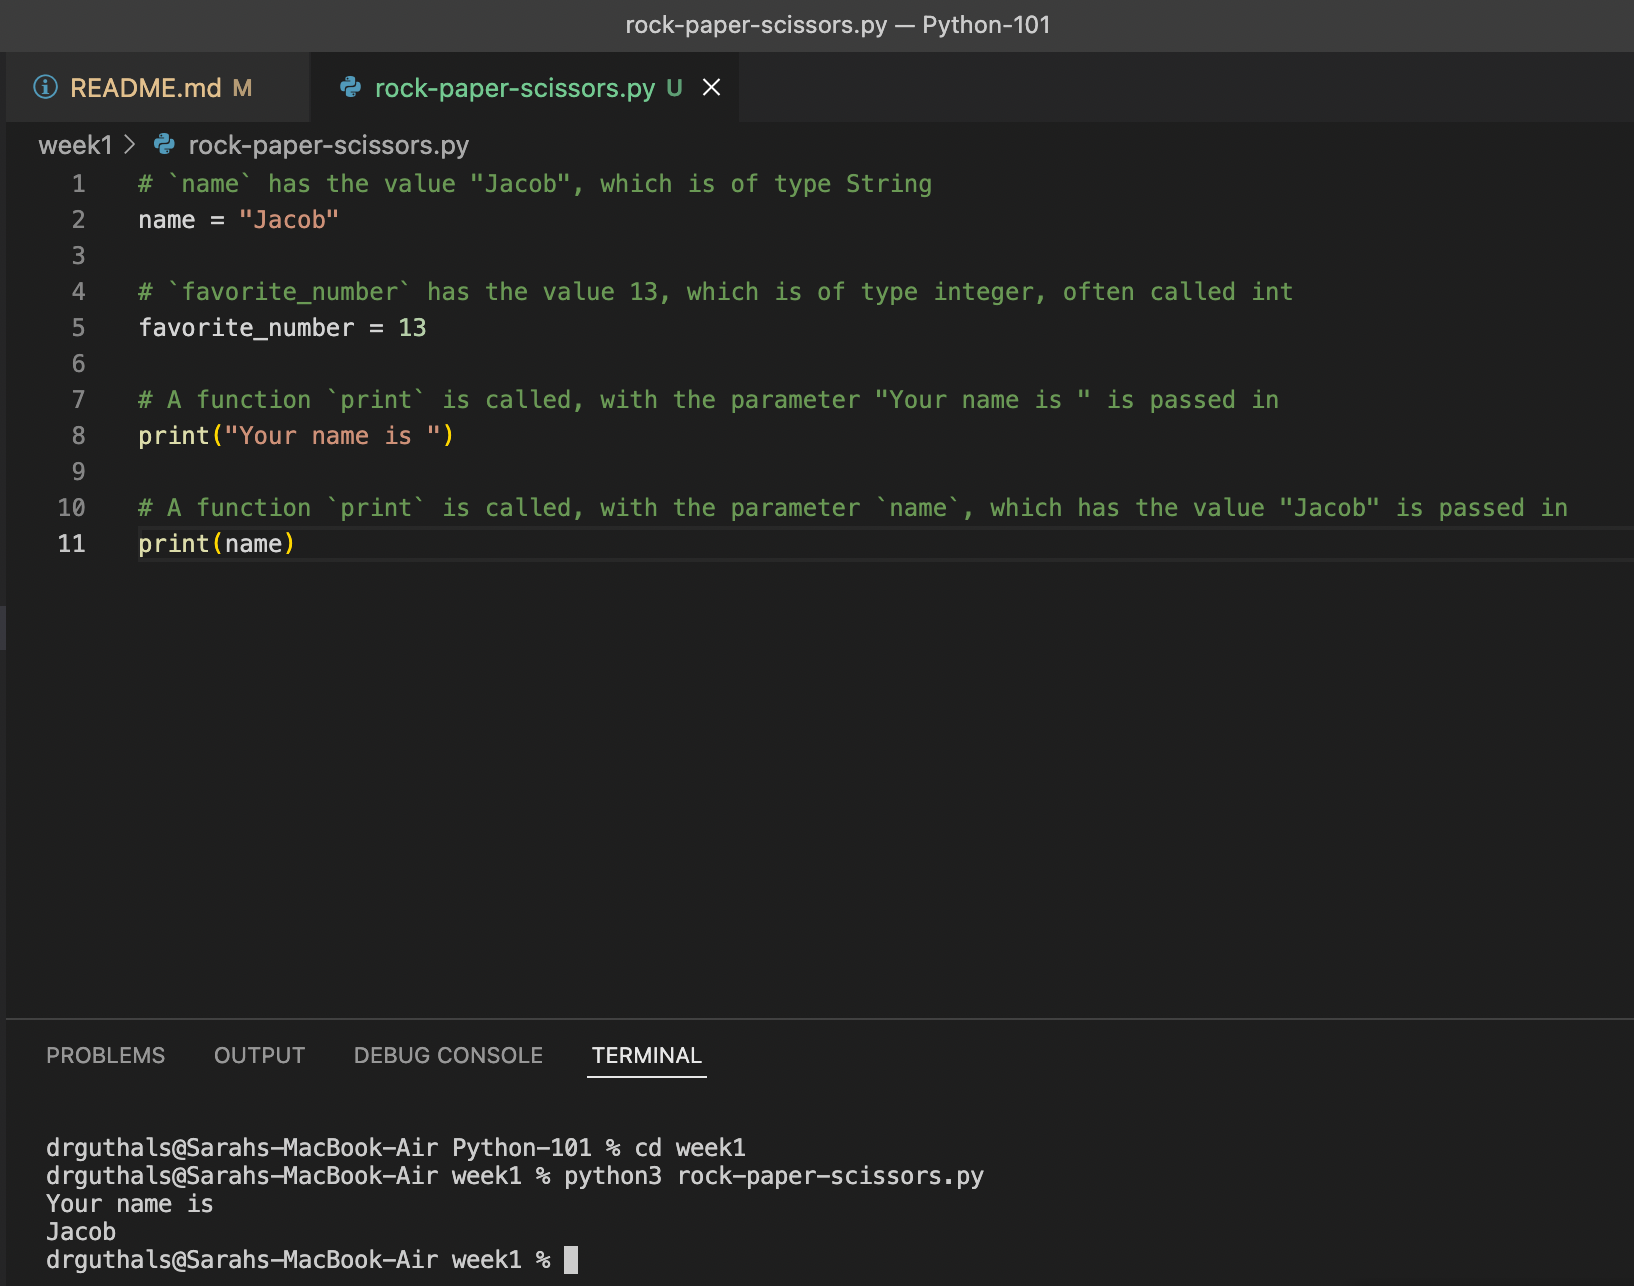 rock-paper-scissors.py — Python-101
README.md M rock-paper-scissors.py U
week1 > rock-paper-scissors.py
1 # `name` has the value "Jacob", which is of type String
2 name = "Jacob"
3
4 # `favorite_number` has the value 13, which is of type integer, often called int
5 favorite_number = 13
6
7 # A function `print` is called, with the parameter "Your name is " is passed in
8 print("Your name is ")
9
10 # A function `print` is called, with the parameter `name`, which has the value "Jacob" is passed in
11 print(name)
PROBLEMS OUTPUT DEBUG CONSOLE TERMINAL
drguthals@Sarahs-MacBook-Air Python-101 % cd week1
drguthals@Sarahs-MacBook-Air week1 % python3 rock-paper-scissors.py
Your name is
Jacob
drguthals@Sarahs-MacBook-Air week1 %